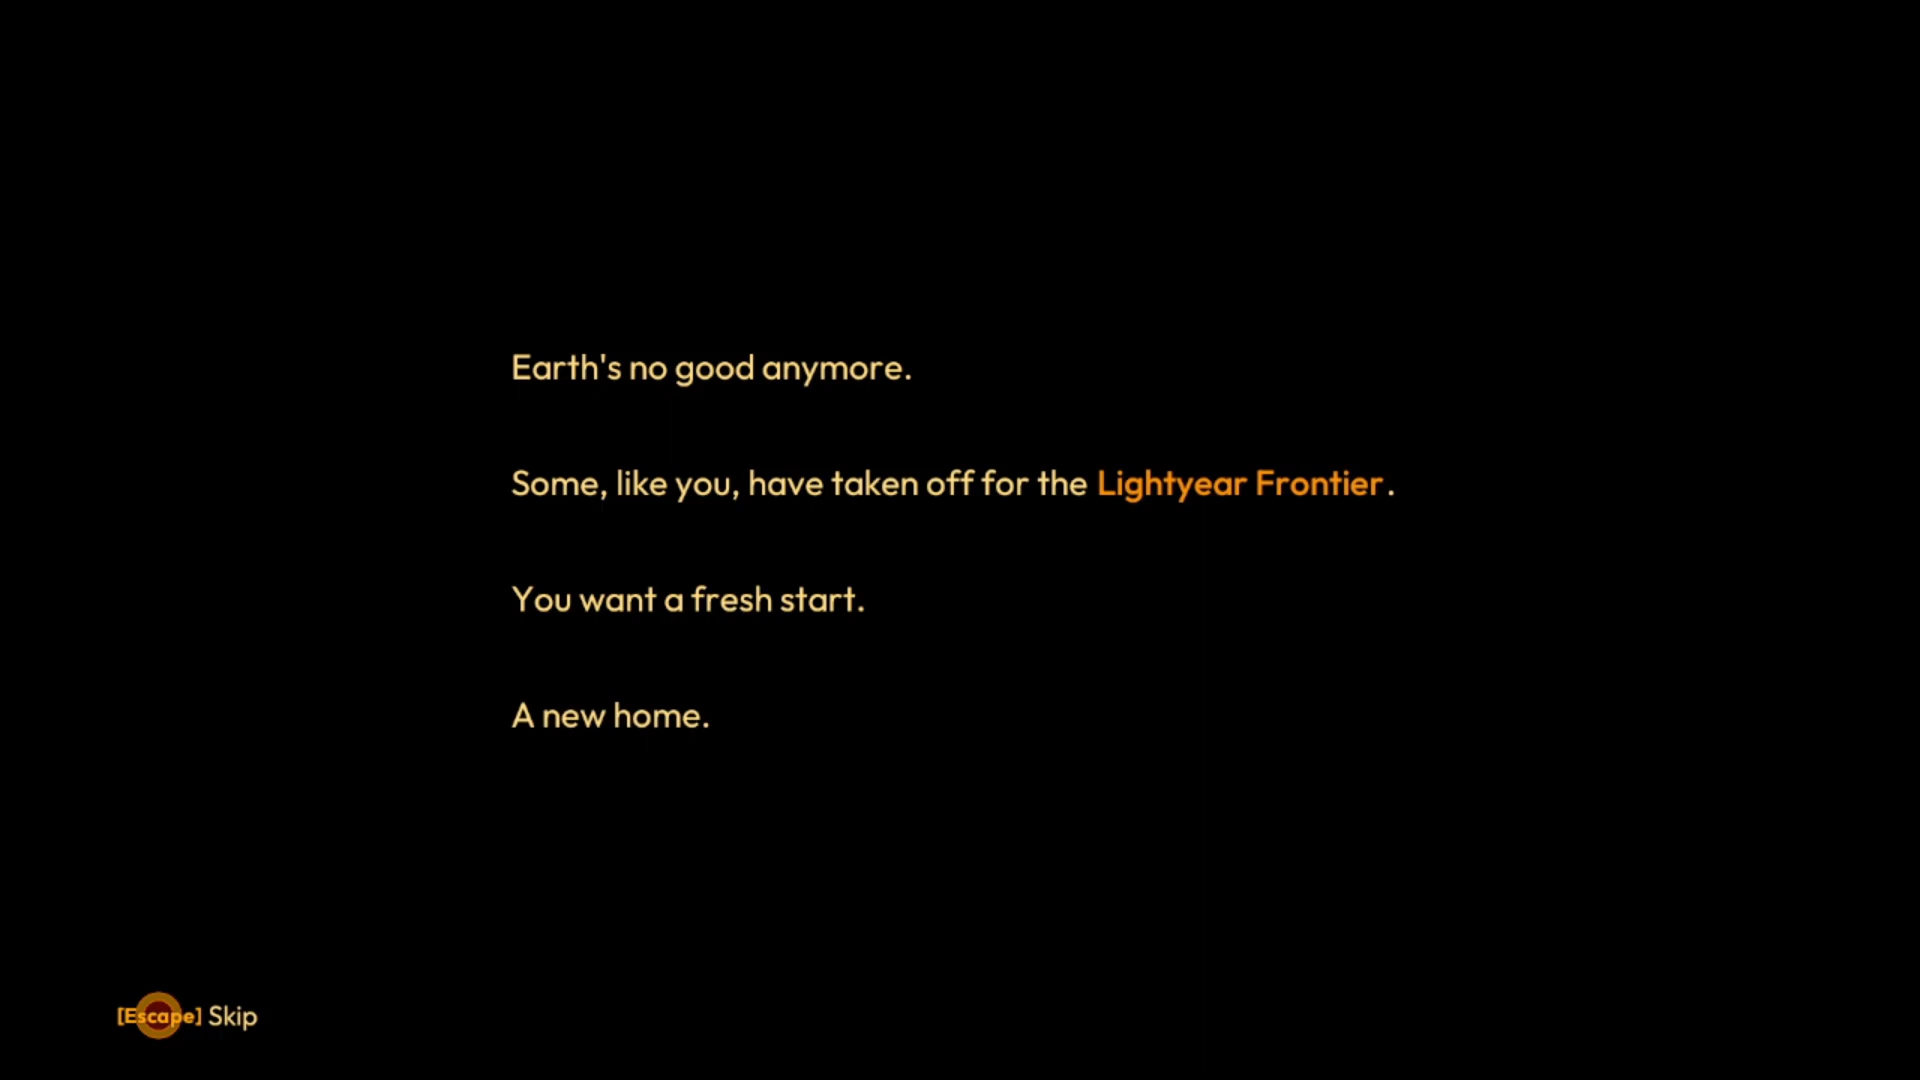 Earth's no good anymore.
Some, like you, have taken off for the Lightyear Frontier.
You want a fresh start.
A new home.
[Escape] Skip